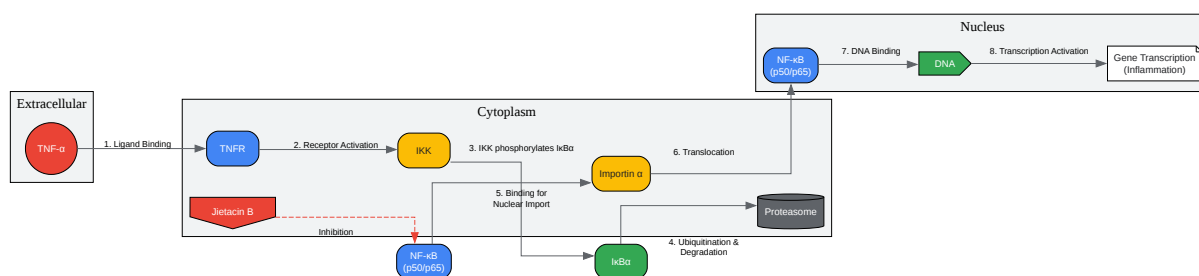 Nucleus
NF-κB
(p50/p65)
7. DNA Binding
DNA
8. Transcription Activation
Gene Transcription
(Inflammation)
Extracellular
TNF-α
1. Ligand Binding
Cytoplasm
TNFR
2. Receptor Activation
IKK
3. IKK phosphorylates IκBα
6. Translocation
Importin α
5. Binding for
Nuclear Import
Jietacin B
Inhibition
Proteasome
4. Ubiquitination &
Degradation
NF-κB
(p50/p65)
IκBα